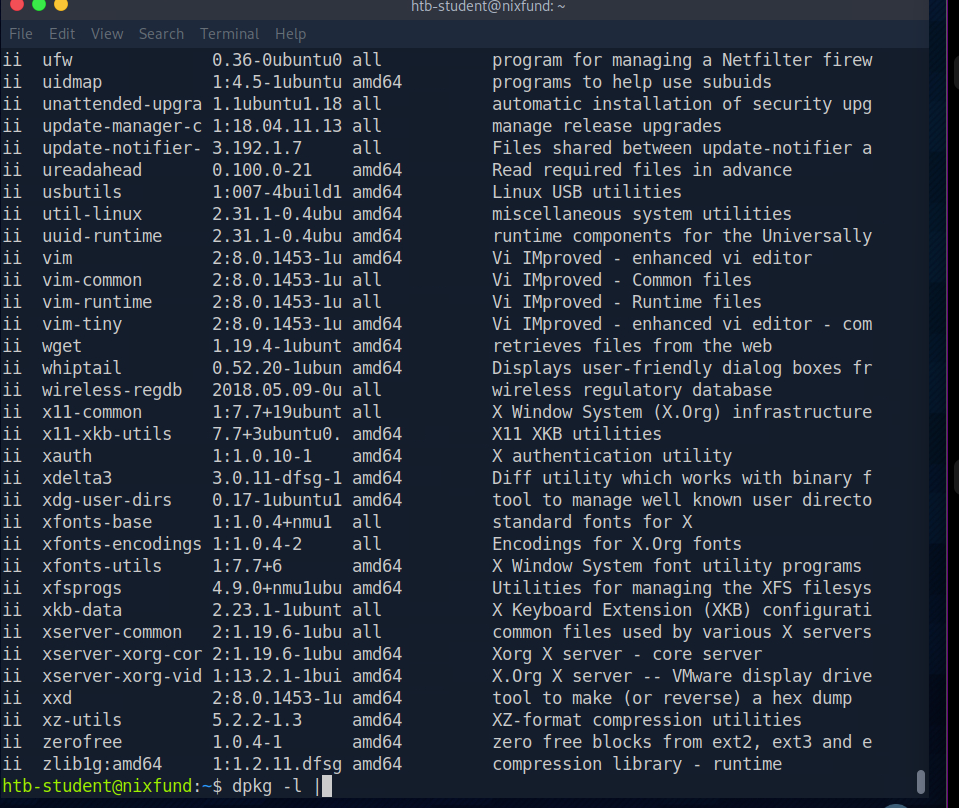 htb-student@nixfund: ~
File Edit View Search Terminal Help
ii ufw 0.36-0ubuntu0 all program for managing a Netfilter firew
ii uidmap 1:4.5-1ubuntu amd64 programs to help use subuids
ii unattended-upgra 1.1ubuntu1.18 all automatic installation of security upg
ii update-manager-c 1:18.04.11.13 all manage release upgrades
ii update-notifier- 3.192.1.7 all Files shared between update-notifier a
ii ureadahead 0.100.0-21 amd64 Read required files in advance
ii usbutils 1:007-4build1 amd64 Linux USB utilities
ii util-linux 2.31.1-0.4ubu amd64 miscellaneous system utilities
ii uuid-runtime 2.31.1-0.4ubu amd64 runtime components for the Universally
ii vim 2:8.0.1453-1u amd64 Vi IMproved - enhanced vi editor
ii vim-common 2:8.0.1453-1u all Vi IMproved - Common files
ii vim-runtime 2:8.0.1453-1u all Vi IMproved - Runtime files
ii vim-tiny 2:8.0.1453-1u amd64 Vi IMproved - enhanced vi editor - com
ii wget 1.19.4-1ubunt amd64 retrieves files from the web
ii whiptail 0.52.20-1ubun amd64 Displays user-friendly dialog boxes fr
ii wireless-regdb 2018.05.09-0u all wireless regulatory database
ii x11-common 1:7.7+19ubunt all X Window System (X.Org) infrastructure
ii x11-xkb-utils 7.7+3ubuntu0. amd64 X11 XKB utilities
ii xauth 1:1.0.10-1 amd64 X authentication utility
ii xdelta3 3.0.11-dfsg-1 amd64 Diff utility which works with binary f
ii xdg-user-dirs 0.17-1ubuntu1 amd64 tool to manage well known user directo
ii xfonts-base 1:1.0.4+nmu1 all standard fonts for X
ii xfonts-encodings 1:1.0.4-2 all Encodings for X.Org fonts
ii xfonts-utils 1:7.7+6 amd64 X Window System font utility programs
ii xfsprogs 4.9.0+nmu1ubu amd64 Utilities for managing the XFS filesys
ii xkb-data 2.23.1-1ubunt all X Keyboard Extension (XKB) configurati
ii xserver-common 2:1.19.6-1ubu all common files used by various X servers
ii xserver-xorg-cor 2:1.19.6-1ubu amd64 Xorg X server - core server
ii xserver-xorg-vid 1:13.2.1-1bui amd64 X.Org X server -- VMware display drive
ii xxd 2:8.0.1453-1u amd64 tool to make (or reverse) a hex dump
ii xz-utils 5.2.2-1.3 amd64 XZ-format compression utilities
ii zerofree 1.0.4-1 amd64 zero free blocks from ext2, ext3 and e
ii zlib1g:amd64 1:1.2.11.dfsg amd64 compression library - runtime
htb-student@nixfund:~$ dpkg -l |